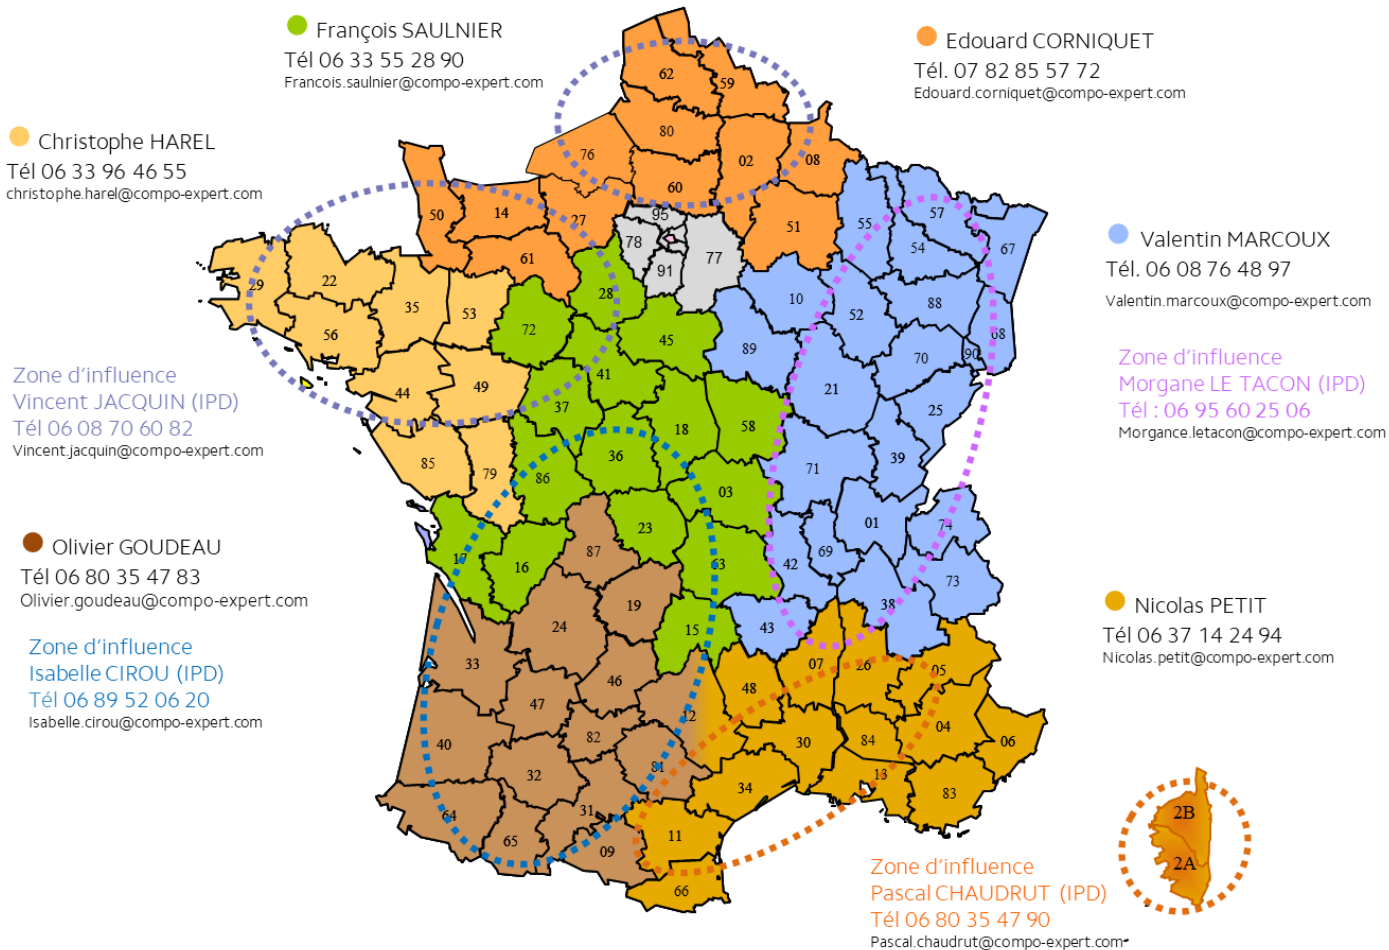 François SAULNIER
Tél 06 33 55 28 90
Francois.saulnier@compo-expert.com
Edouard CORNIQUET
Tél. 07 82 85 57 72
Edouard.corniquet@compo-expert.com
Christophe HAREL
Tél 06 33 96 46 55
christophe.harel@compo-expert.com
Valentin MARCOUX
Tél. 06 08 76 48 97
Valentin.marcoux@compo-expert.com
Zone d'influence
Morgane LE TACON (IPD)
Tél : 06 95 60 25 06
Morgance.letacon@compo-expert.com
Zone d'influence
Vincent JACQUIN (IPD)
Tél 06 08 70 60 82
Vincent.jacquin@compo-expert.com
Olivier GOUDEAU
Tél 06 80 35 47 83
Olivier.goudeau@compo-expert.com
Zone d'influence
Isabelle CIROU (IPD)
Tél 06 89 52 06 20
Isabelle.cirou@compo-expert.com
Nicolas PETIT
Tél 06 37 14 24 94
Nicolas.petit@compo-expert.com
Zone d'influence
Pascal CHAUDRUT (IPD)
Tél 06 80 35 47 90
Pascal.chaudrut@compo-expert.com
62
59
80
76
02
08
60
50
14
27
95
51
55
57
78
61
91
77
54
67
29
22
35
53
28
10
88
56
72
45
52
68
89
70
90
44
49
41
21
37
25
18
58
85
79
86
36
71
39
03
23
01
74
17
16
87
63
42
69
73
19
38
24
15
43
33
46
07
26
05
47
48
12
04
40
82
30
84
06
32
81
13
34
83
64
31
65
09
11
66
2B
2A